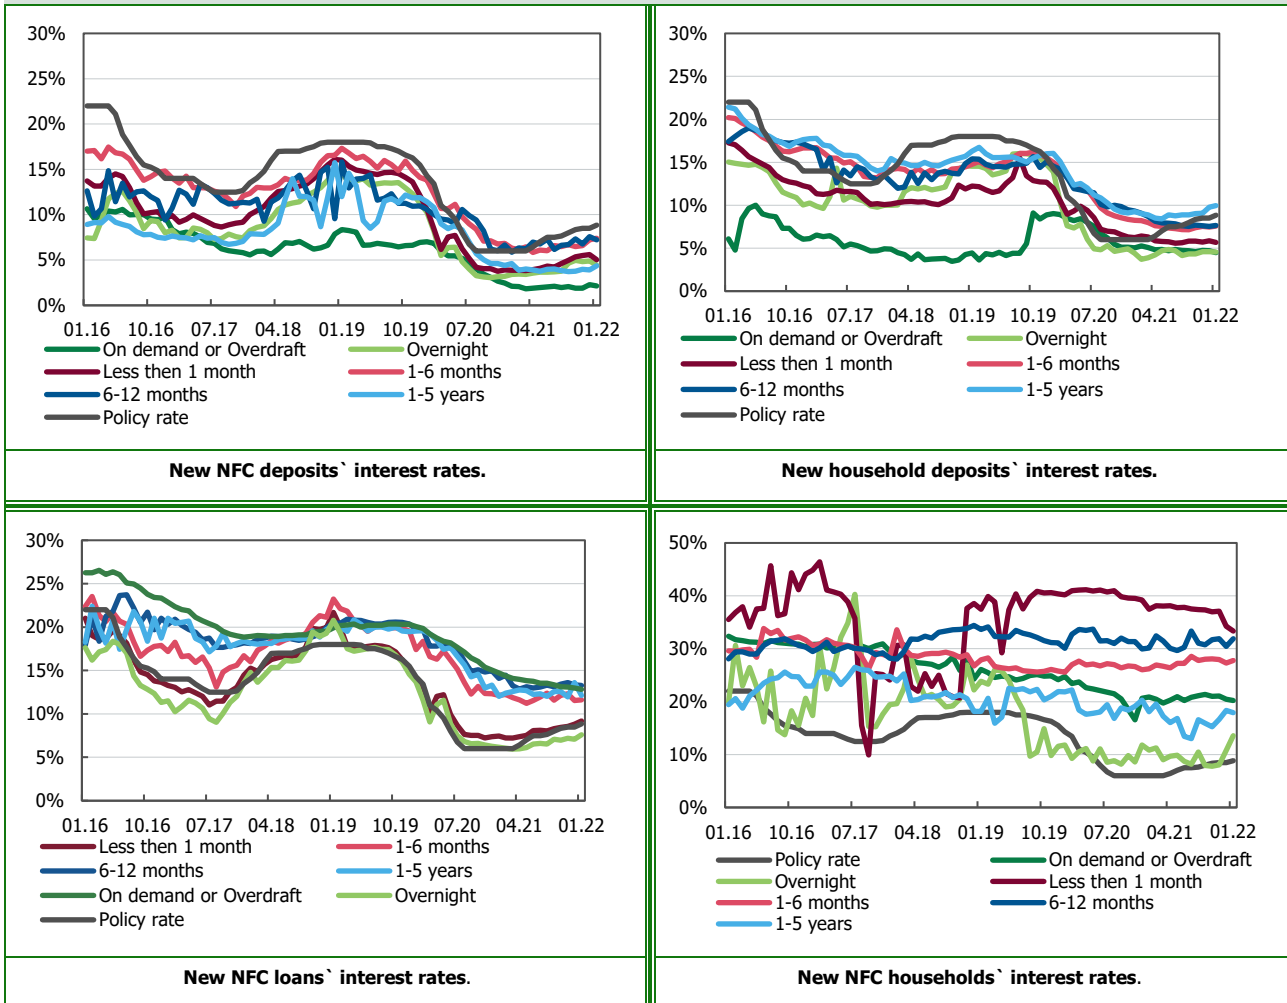 30%
25%
20%
15%
10%
5%
0%
01.16 10.16 07.17 04.18 01.19 10.19 07.20 04.21 01.22
On demand or Overdraft Overnight
Less then 1 month 1-6 months
6-12 months 1-5 years
Policy rate
New NFC deposits` interest rates.
30%
25%
20%
15%
10%
5%
0%
01.16 10.16 07.17 04.18 01.19 10.19 07.20 04.21 01.22
On demand or Overdraft Overnight
Less then 1 month 1-6 months
6-12 months 1-5 years
Policy rate
New household deposits` interest rates.
30%
25%
20%
15%
10%
5%
0%
01.16 10.16 07.17 04.18 01.19 10.19 07.20 04.21 01.22
Less then 1 month 1-6 months
6-12 months 1-5 years
On demand or Overdraft Overnight
Policy rate
New NFC loans` interest rates.
50%
40%
30%
20%
10%
0%
01.16 10.16 07.17 04.18 01.19 10.19 07.20 04.21 01.22
Policy rate On demand or Overdraft
Overnight Less then 1 month
1-6 months 6-12 months
1-5 years
New NFC households` interest rates.